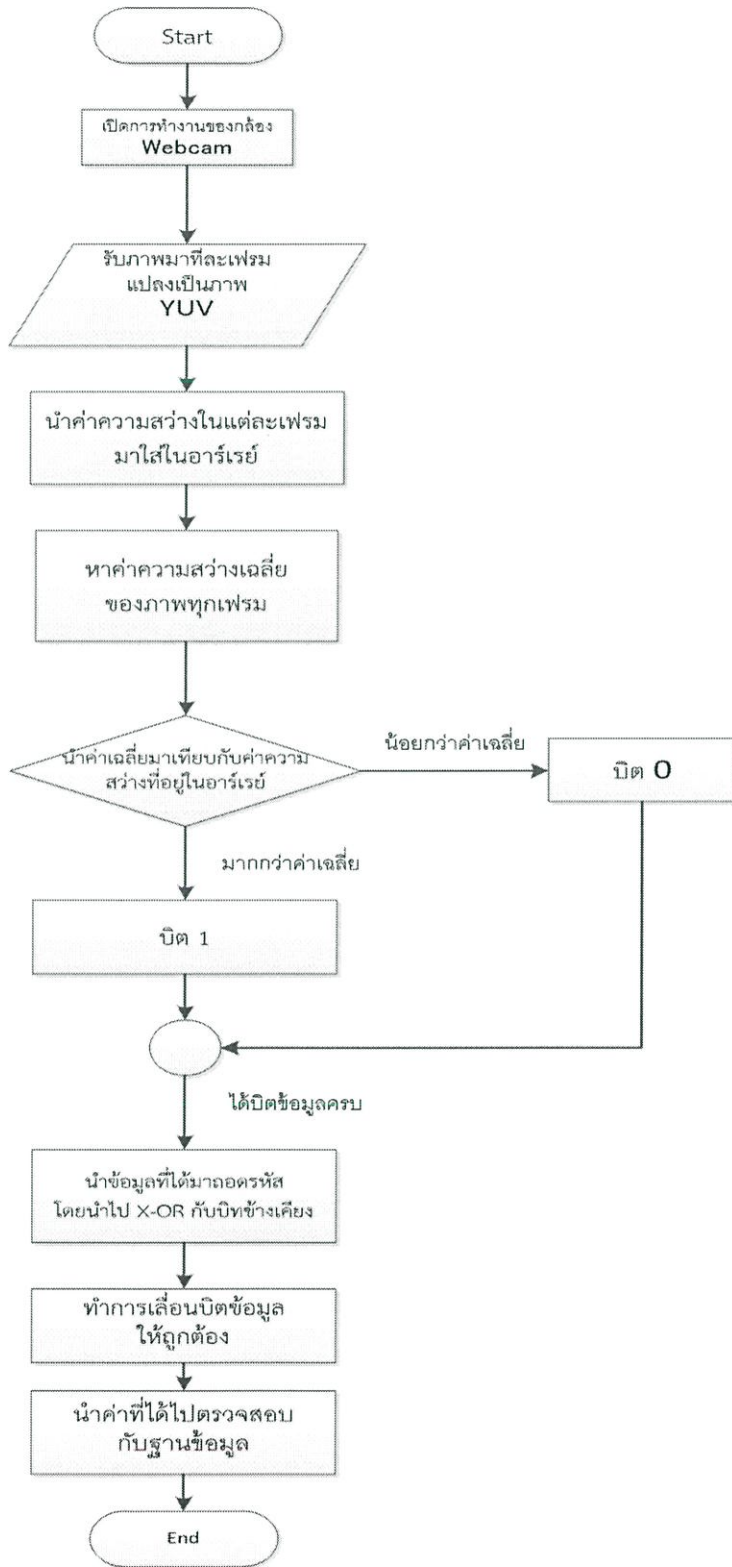 Start
เปิดการทำงานของกล้อง
Webcam
รับภาพมาทีละเฟรม
แปลงเป็นภาพ
YUV
นำค่าความสว่างในแต่ละเฟรม
มาใส่ในอาร์เรย์
หาค่าความสว่างเฉลี่ย
ของภาพทุกเฟรม
นำค่าเฉลี่ยมาเทียบกับค่าความ
สว่างที่อยู่ในอาร์เรย์
น้อยกว่าค่าเฉลี่ย
บิต 0
มากกว่าค่าเฉลี่ย
บิต 1
ได้บิตข้อมูลครบ
นำข้อมูลที่ได้มาถอดรหัส
โดยนำไป X-OR กับบิทข้างเคียง
ทำการเลื่อนบิตข้อมูล
ให้ถูกต้อง
นำค่าที่ได้ไปตรวจสอบ
กับฐานข้อมูล
End